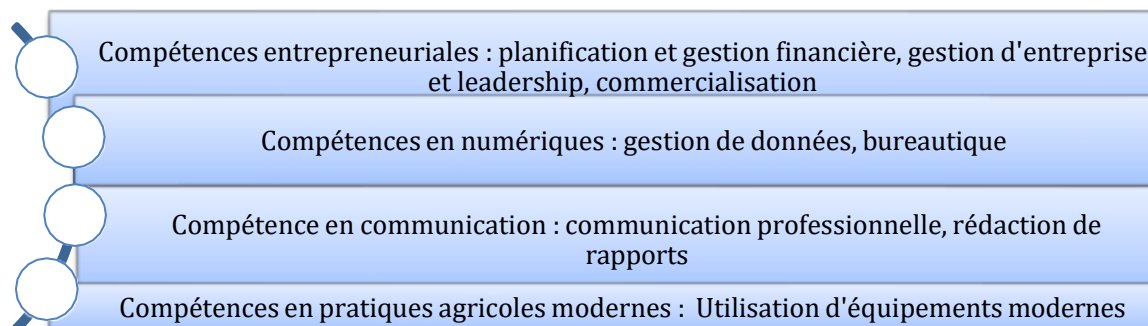 Compétences entrepreneuriales : planification et gestion financière, gestion d'entreprise
et leadership, commercialisation
Compétences en numériques : gestion de données, bureautique
Compétence en communication : communication professionnelle, rédaction de
rapports
Compétences en pratiques agricoles modernes : Utilisation d'équipements modernes